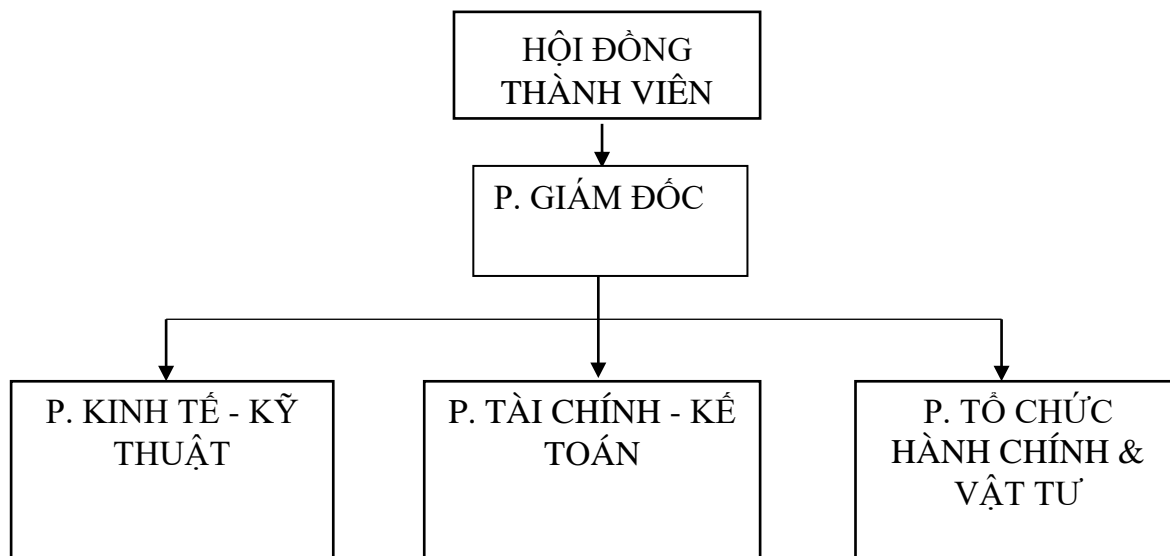 HỘI ĐỒNG
THÀNH VIÊN
P. GIÁM ĐỐC
P. KINH TẾ - KỸ
THUẬT
P. TÀI CHÍNH - KẾ
TOÁN
P. TỔ CHỨC
HÀNH CHÍNH &
VẬT TƯ